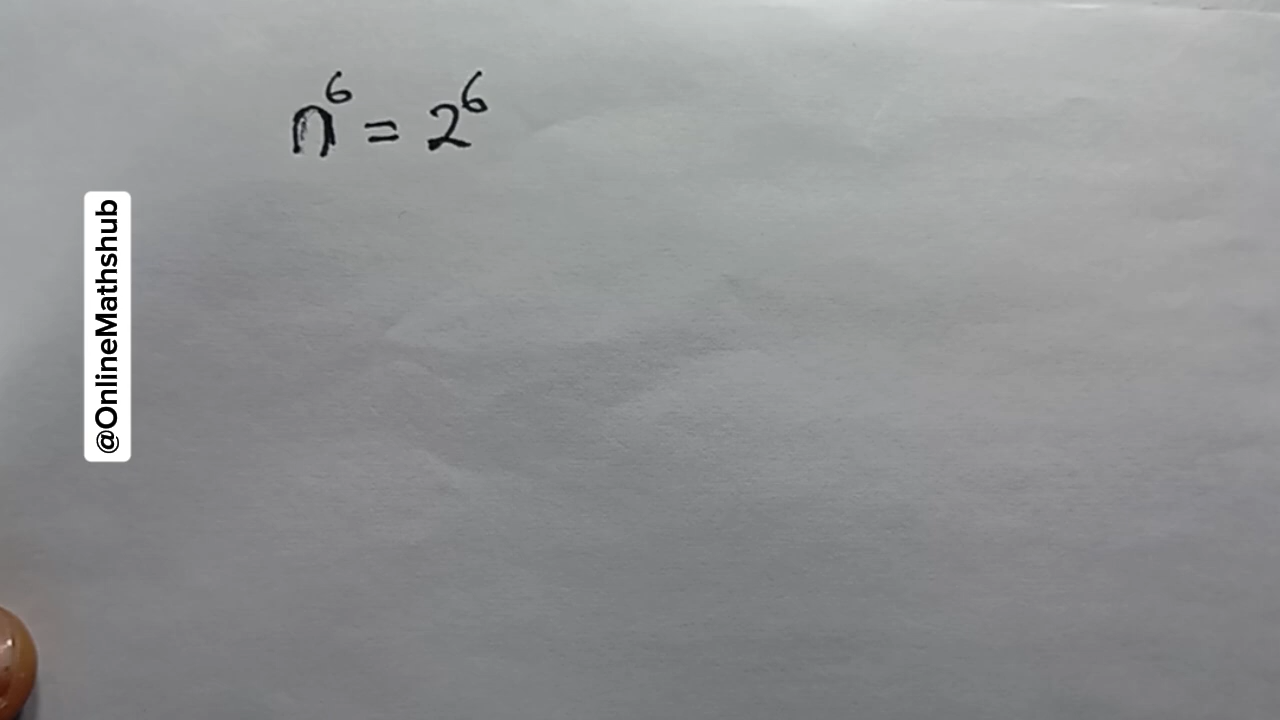 n⁶ = 2⁶
@OnlineMathshub